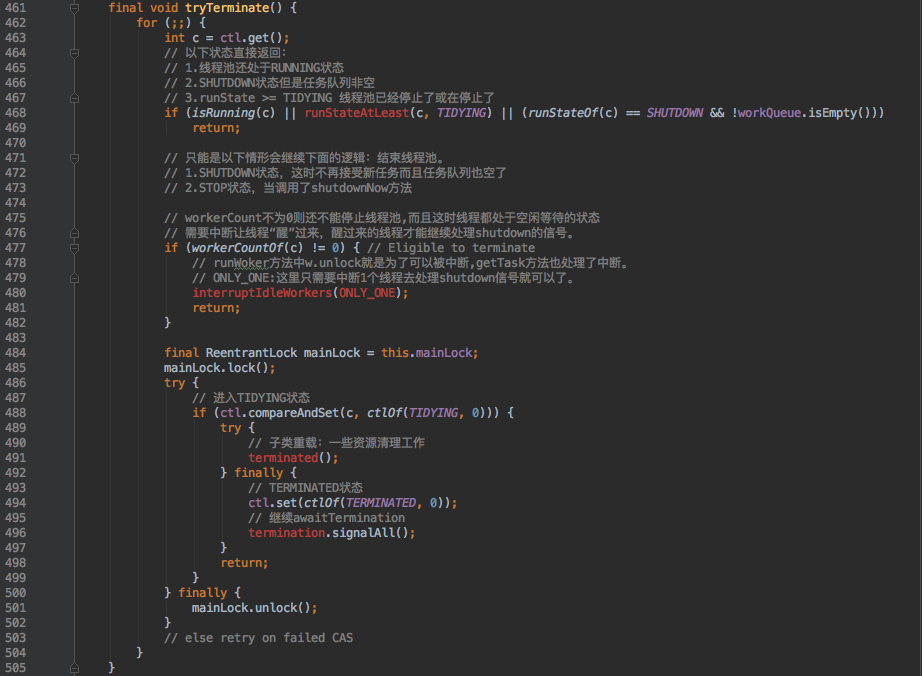 461 final void tryTerminate() {
462 for (;;) {
463 int c = ctl.get();
464 // 以下状态直接返回:
465 // 1.线程池还处于RUNNING状态
466 // 2.SHUTDOWN状态但是任务队列非空
467 // 3.runState >= TIDYING 线程池已经停止了或在停止了
468 if (isRunning(c) || runStateAtLeast(c, TIDYING) || (runStateOf(c) == SHUTDOWN && !workQueue.isEmpty()))
469 return;
470
471 // 只能是以下情形会继续下面的逻辑：结束线程池。
472 // 1.SHUTDOWN状态，这时不再接受新任务而且任务队列也空了
473 // 2.STOP状态，当调用了shutdownNow方法
474
475 // workerCount不为0则还不能停止线程池,而且这时线程都处于空闲等待的状态
476 // 需要中断让线程“醒”过来，醒过来的线程才能继续处理shutdown的信号。
477 if (workerCountOf(c) != 0) { // Eligible to terminate
478 // runWoker方法中w.unlock就是为了可以被中断,getTask方法也处理了中断。
479 // ONLY_ONE:这里只需要中断1个线程去处理shutdown信号就可以了。
480 interruptIdleWorkers(ONLY_ONE);
481 return;
482 }
483
484 final ReentrantLock mainLock = this.mainLock;
485 mainLock.lock();
486 try {
487 // 进入TIDYING状态
488 if (ctl.compareAndSet(c, ctlOf(TIDYING, 0))) {
489 try {
490 // 子类重载：一些资源清理工作
491 terminated();
492 } finally {
493 // TERMINATED状态
494 ctl.set(ctlOf(TERMINATED, 0));
495 // 继续awaitTermination
496 termination.signalAll();
497 }
498 return;
499 }
500 } finally {
501 mainLock.unlock();
502 }
503 // else retry on failed CAS
504 }
505 }